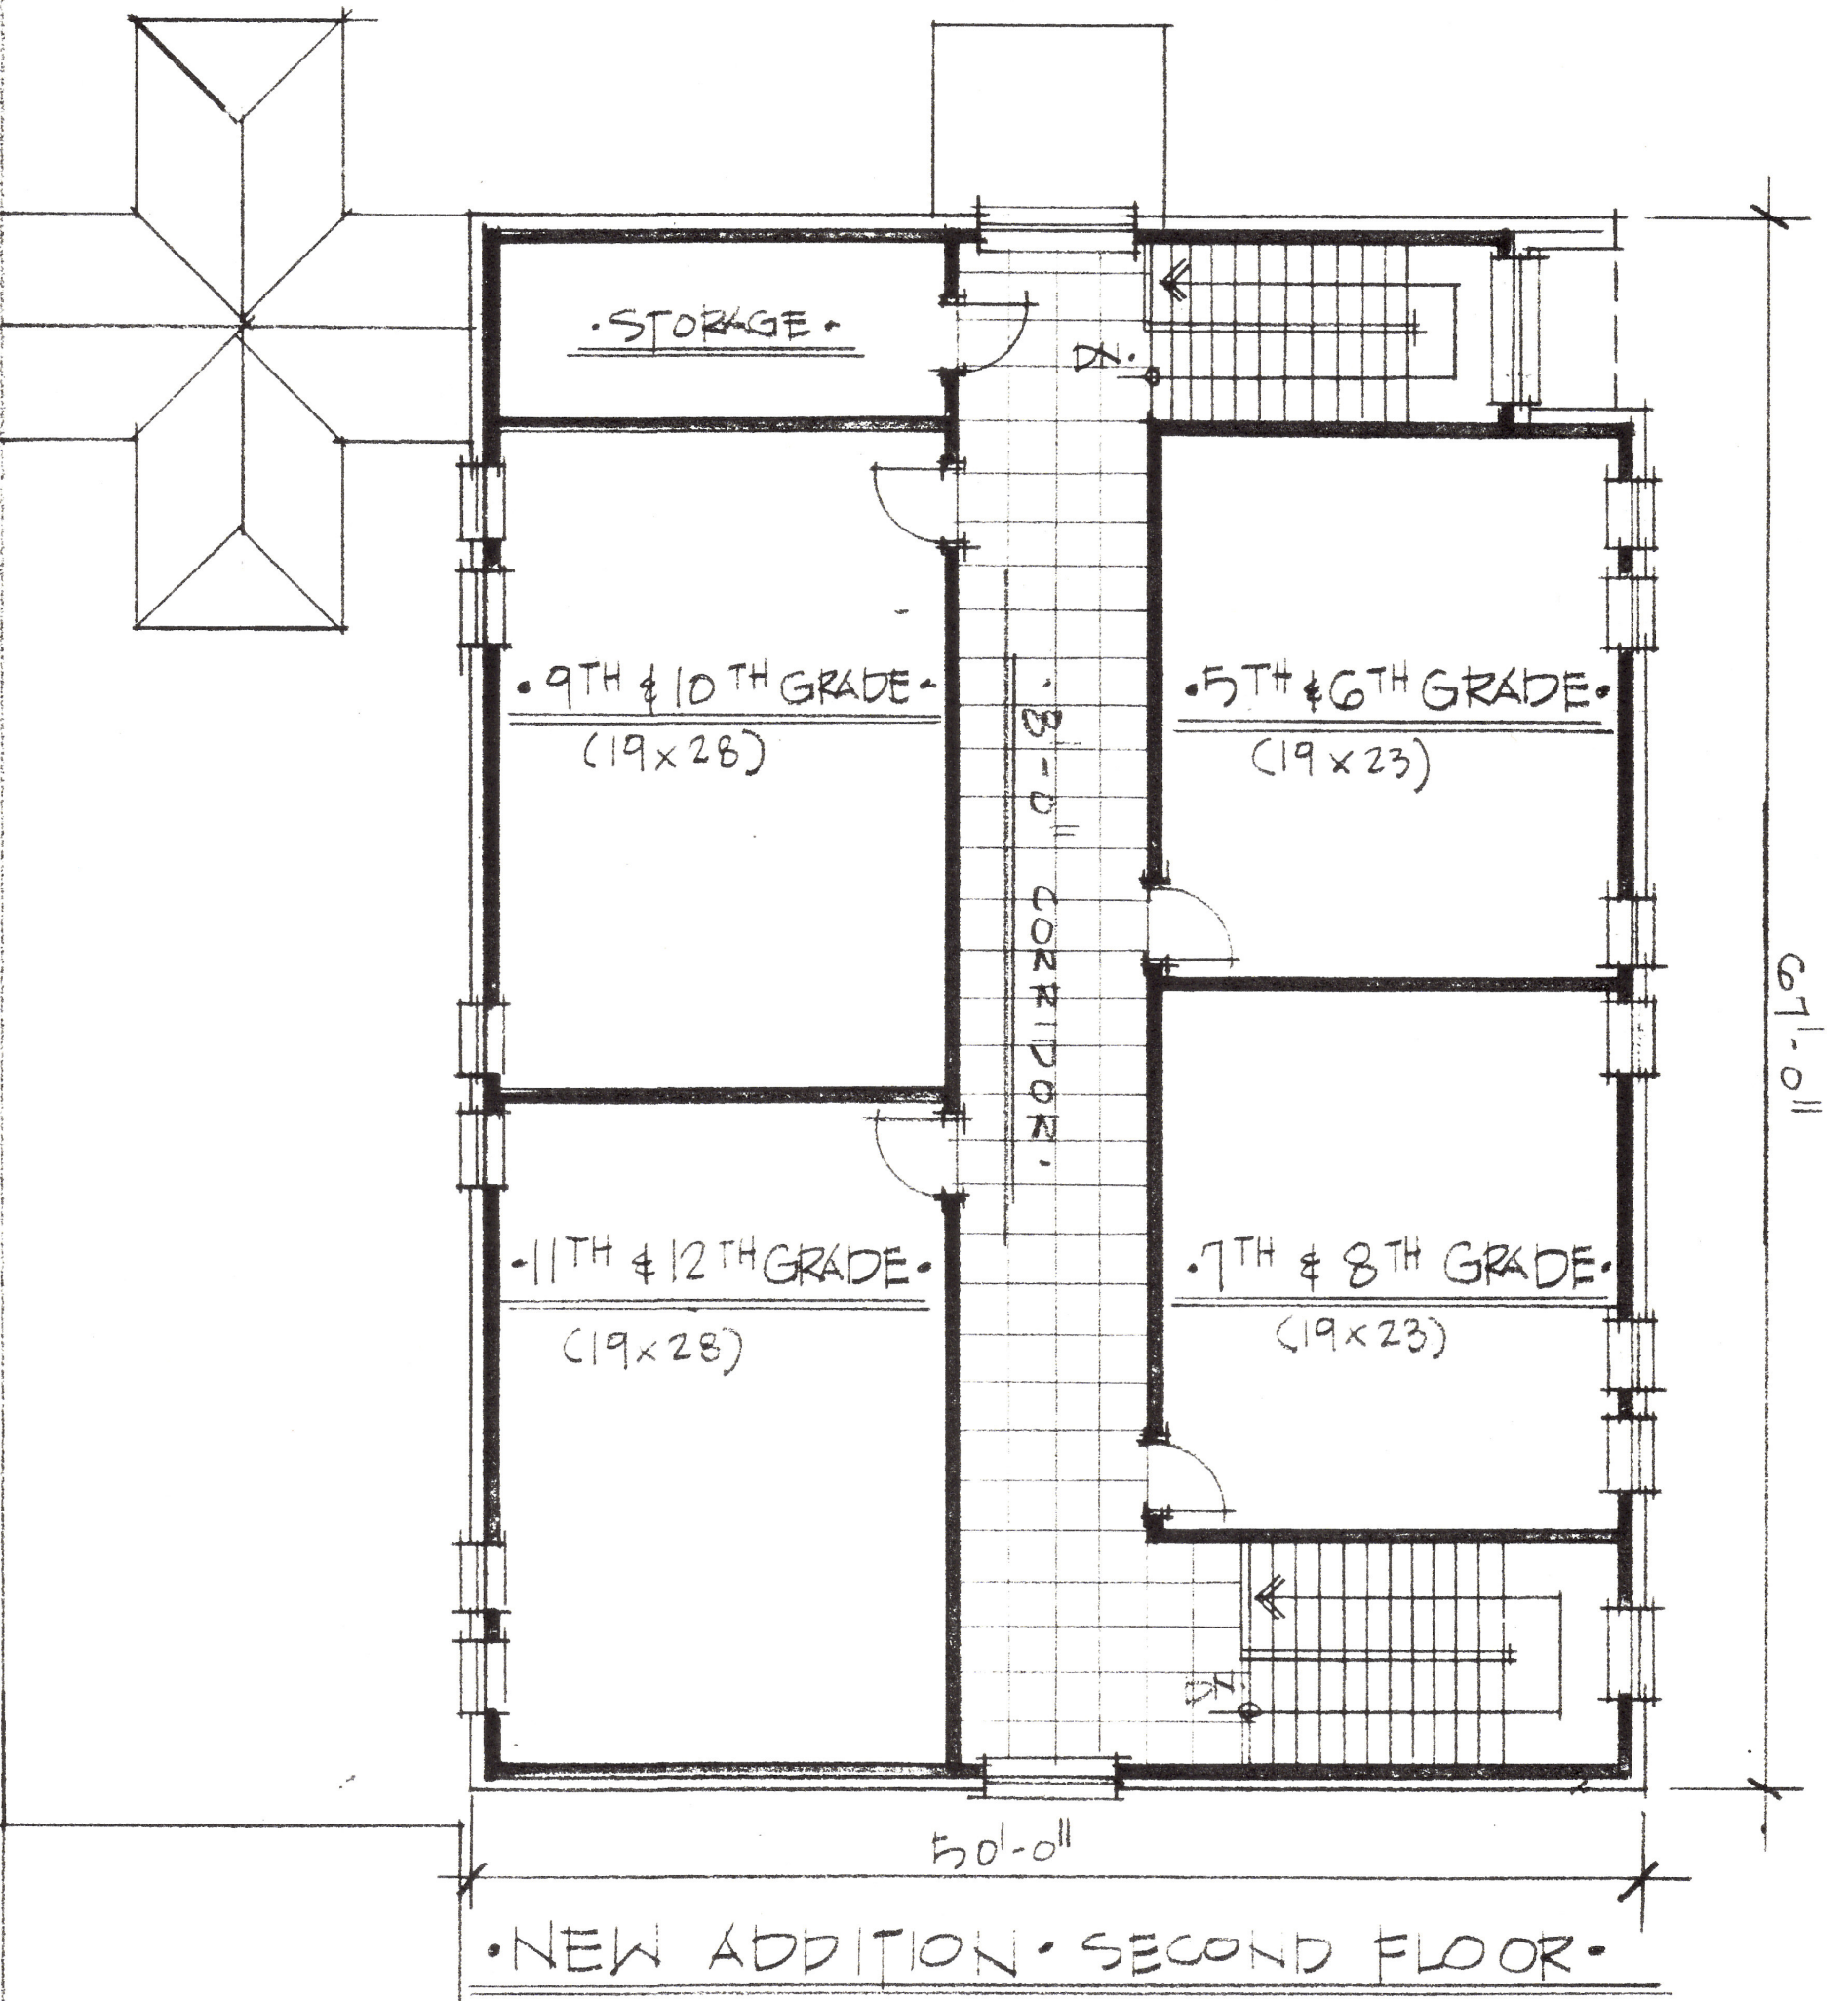 ·STORAGE·
DN.
·9TH & 10TH GRADE·
(19x28)
·5TH & 6TH GRADE·
(19x23)
·8'-0" CORRIDOR·
67'-0"
·11TH & 12TH GRADE·
(19x28)
·7TH & 8TH GRADE·
(19x23)
DN.
50'-0"
·NEW ADDITION·SECOND FLOOR·